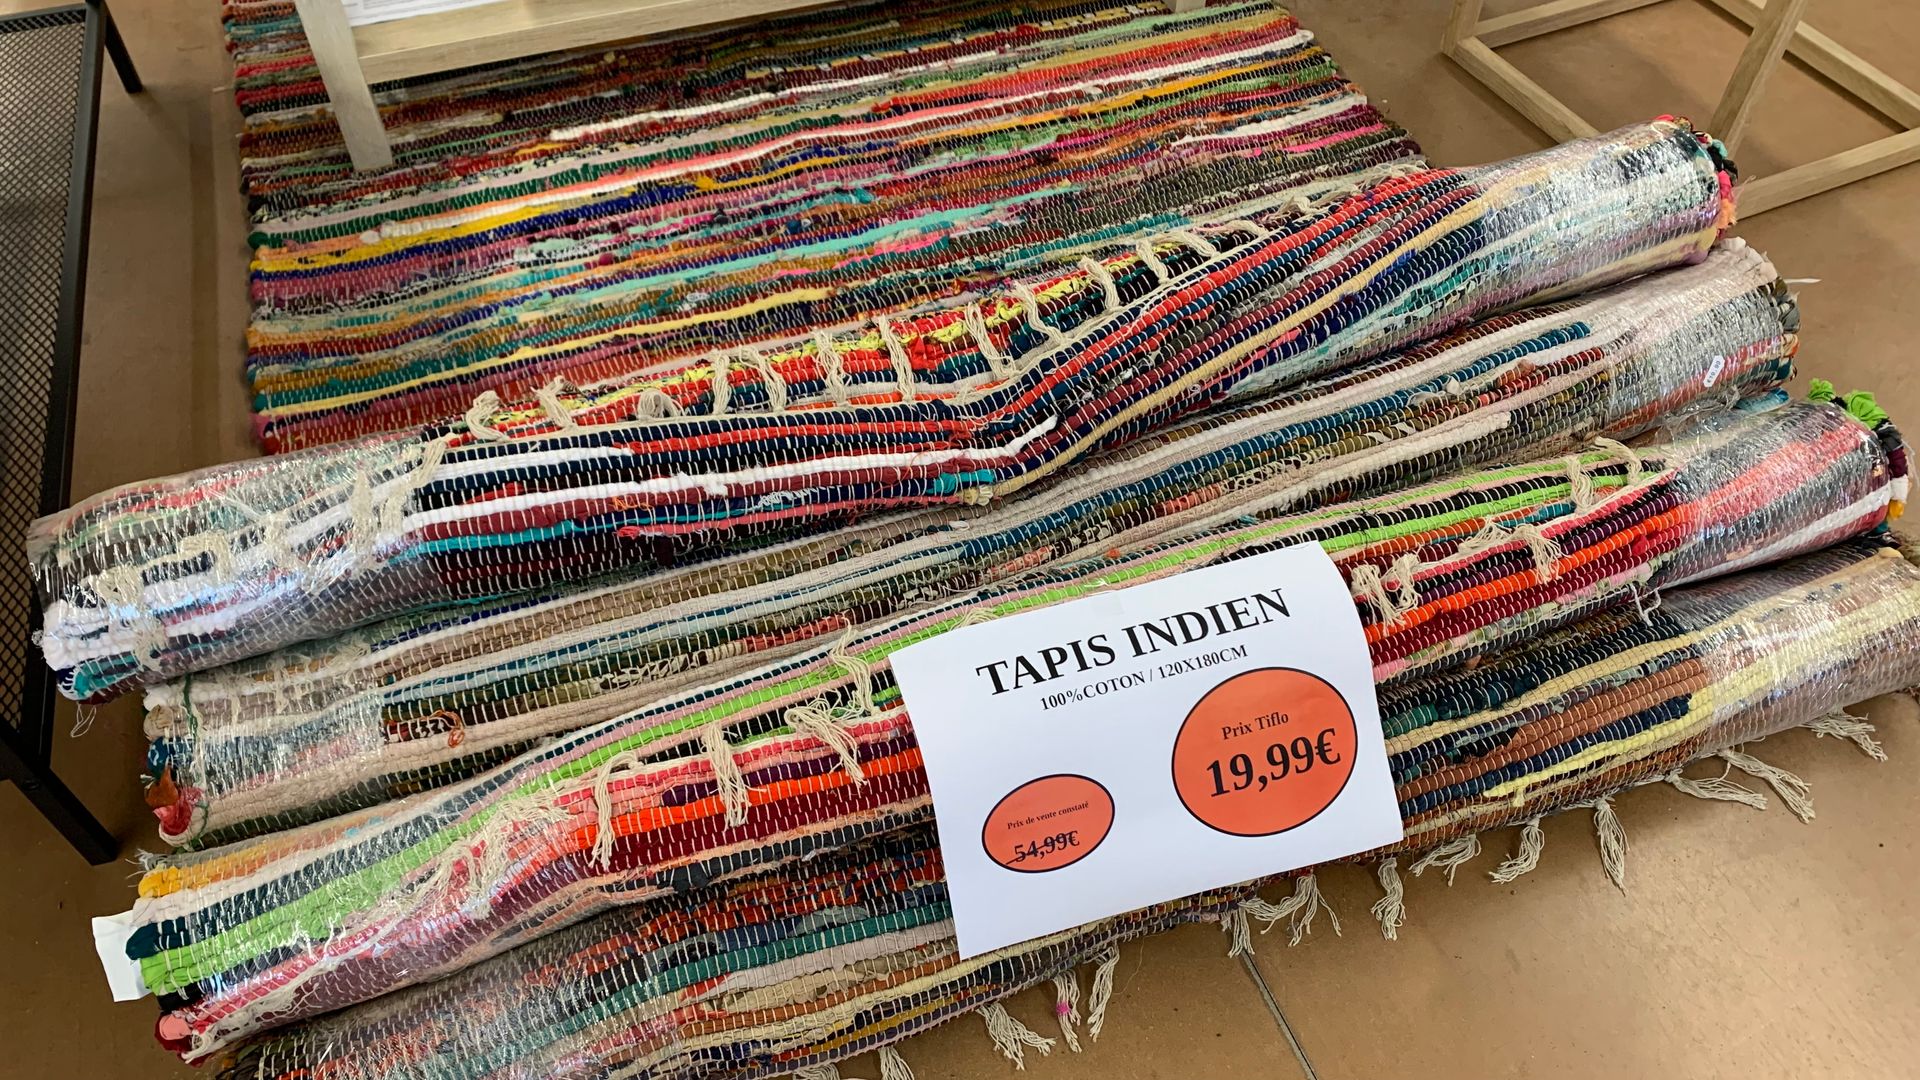 TAPIS INDIEN
100%COTON / 120X180CM
Prix Tiflo
19,99€
Prix de vente constaté
54,99€